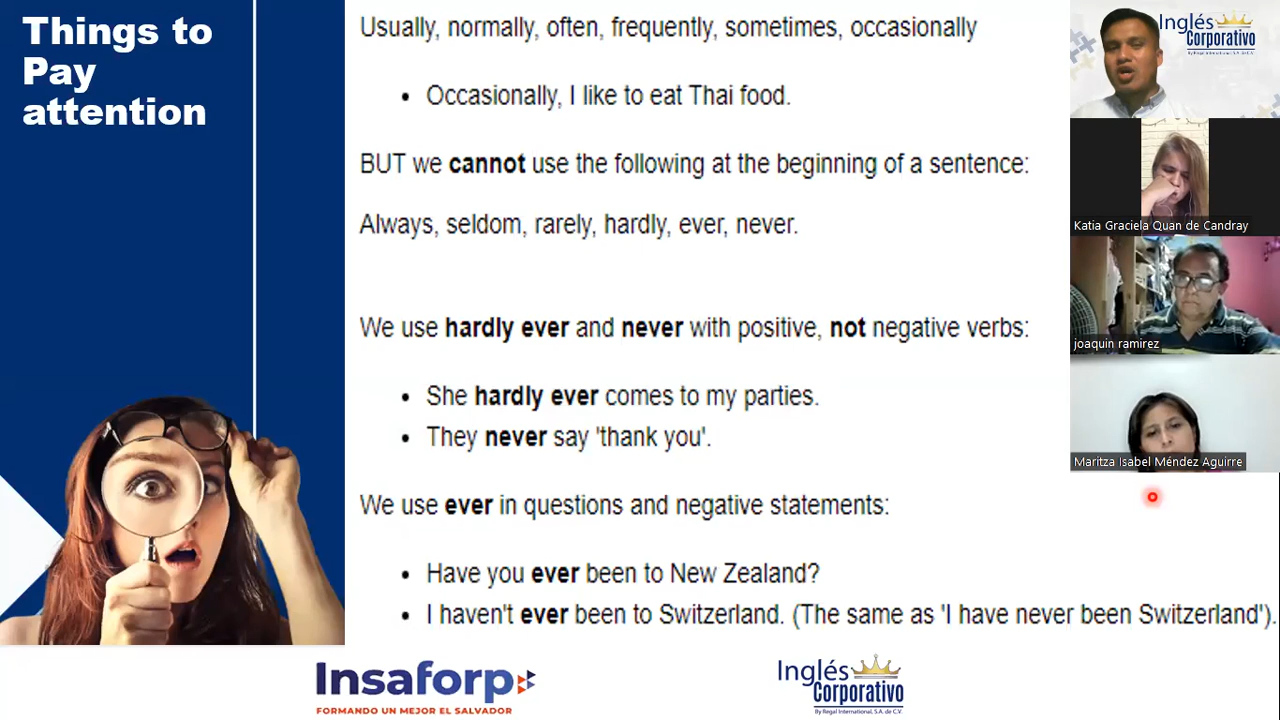 Things to
Pay
attention
Usually, normally, often, frequently, sometimes, occasionally
• Occasionally, I like to eat Thai food.
BUT we cannot use the following at the beginning of a sentence:
Always, seldom, rarely, hardly, ever, never.
We use hardly ever and never with positive, not negative verbs:
• She hardly ever comes to my parties.
• They never say 'thank you'.
We use ever in questions and negative statements:
• Have you ever been to New Zealand?
• I haven't ever been to Switzerland. (The same as 'I have never been Switzerland').
Inglés
Corporativo
By Regal International, S.A. de C.V.
Katia Graciela Quan de Candray
joaquin ramirez
Maritza Isabel Méndez Aguirre
Insaforp
FORMANDO UN MEJOR EL SALVADOR
Inglés
Corporativo
By Regal International, S.A. de C.V.